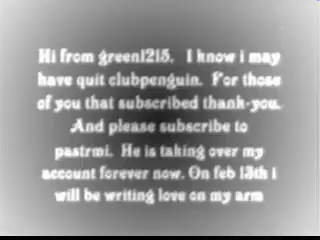 Hi from green1215. I know i may
have quit clubpenguin. For those
of you that subscribed thank-you.
And please subscribe to
pastrmi. He is taking over my
account forever now. On feb 13th i
will be writing love on my arm